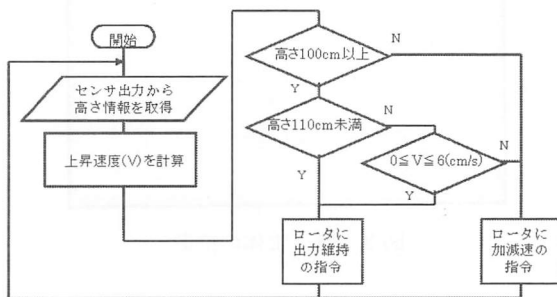 開始
センサ出力から
高さ情報を取得
上昇速度(V)を計算
高さ100cm以上
N
Y
高さ110cm未満
N
Y
0≦V≦6(cm/s)
N
Y
ロータに
出力維持
の指令
ロータに
加減速の
指令